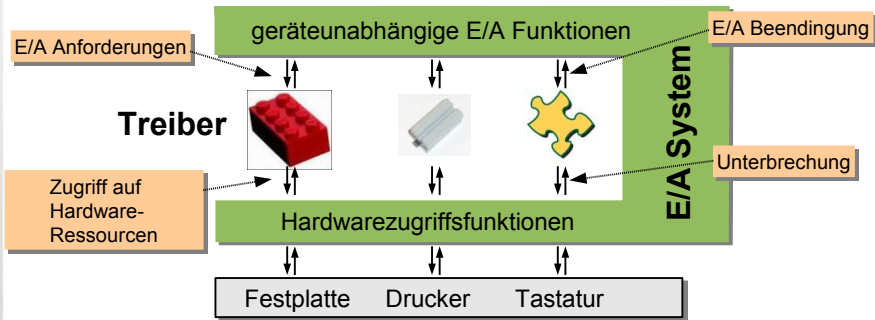 geräteunabhängige E/A Funktionen
E/A Anforderungen
E/A Beendingung
Treiber
E/A System
Unterbrechung
Zugriff auf
Hardware-
Ressourcen
Hardwarezugriffsfunktionen
Festplatte Drucker Tastatur